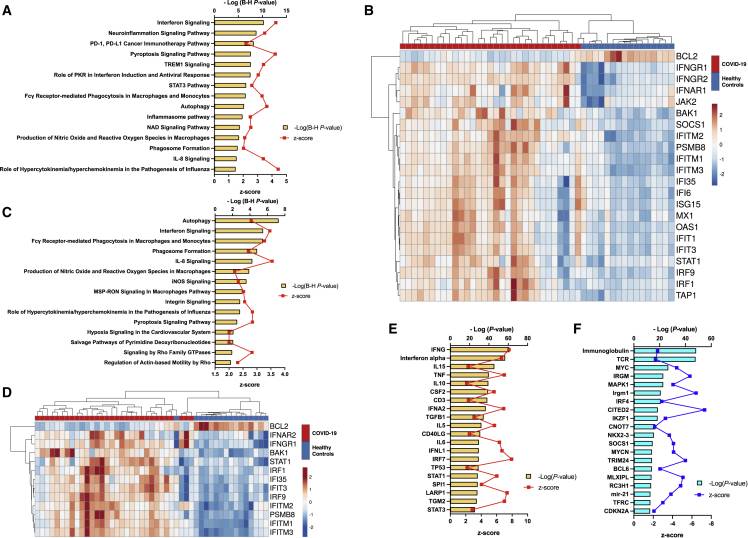 A
- Log (B-H P-value)
0 5 10 15
Interferon Signaling
Neuroinflammation Signaling Pathway
PD-1, PD-L1 Cancer Immunotherapy Pathway
Pyroptosis Signaling Pathway
TREM1 Signaling
Role of PKR in Interferon Induction and Antiviral Response
STAT3 Pathway
Fcγ Receptor-mediated Phagocytosis in Macrophages and Monocytes
Autophagy
Inflammasome pathway
NAD Signaling Pathway
Production of Nitric Oxide and Reactive Oxygen Species in Macrophages
Phagosome Formation
IL-8 Signaling
Role of Hypercytokinemia/hyperchemokinemia in the Pathogenesis of Influenza
-Log(B-H P-value)
z-score
0 1 2 3 4 5
z-score
B
BCL2
IFNGR1
IFNGR2
IFNAR1
JAK2
BAK1
SOCS1
IFITM2
PSMB8
IFITM1
IFITM3
IFI35
IFI6
ISG15
MX1
OAS1
IFIT1
IFIT3
STAT1
IRF9
IRF1
TAP1
COVID-19
Healthy
Controls
2
1
0
-1
-2
C
- Log (B-H P-value)
0 2 4 6 8
Autophagy
Interferon Signaling
Fcγ Receptor-mediated Phagocytosis in Macrophages and Monocytes
Phagosome Formation
IL-8 Signaling
Production of Nitric Oxide and Reactive Oxygen Species in Macrophages
iNOS Signaling
MSP-RON Signaling In Macrophages Pathway
Integrin Signaling
Role of Hypercytokinemia/hyperchemokinemia in the Pathogenesis of Influenza
Pyroptosis Signaling Pathway
Hypoxia Signaling in the Cardiovascular System
Salvage Pathways of Pyrimidine Deoxyribonucleotides
Signaling by Rho Family GTPases
Regulation of Actin-based Motility by Rho
-Log(B-H P-value)
z-score
1.5 2.0 2.5 3.0 3.5 4.0
z-score
D
BCL2
IFNAR2
IFNGR1
BAK1
STAT1
IRF1
IFI35
IFIT3
IRF9
IFITM2
PSMB8
IFITM1
IFITM3
COVID-19
Healthy
Controls
2
1
0
-1
-2
E
- Log (P-value)
0 20 40 60 80
IFNG
Interferon alpha
IL15
TNF
IL10
CSF2
CD3
IFNA2
TGFB1
IL5
CD40LG
IL6
IFNL1
IRF7
TP53
STAT1
SPI1
LARP1
TGM2
STAT3
-Log(P-value)
z-score
0 2 4 6 8 10
z-score
F
- Log (P-value)
0 20 40 60
Immunoglobulin
TCR
MYC
IRGM
MAPK1
Irgm1
IRF4
CITED2
IKZF1
CNOT7
NKX2-3
SOCS1
MYCN
TRIM24
BCL6
MLXIPL
RC3H1
mir-21
TFRC
CDKN2A
-Log(P-value)
z-score
0 -2 -4 -6 -8
z-score